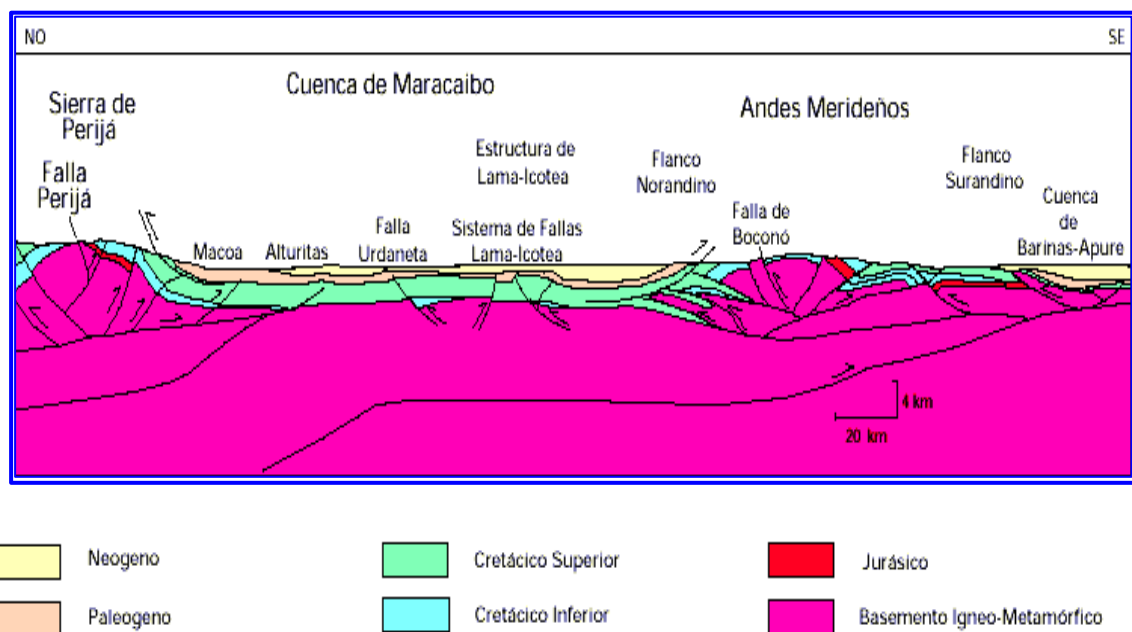 NO
SE
Cuenca de Maracaibo
Sierra de
Perijá
Andes Merideños
Falla
Perijá
Estructura de
Lama-Icotea
Flanco
Norandino
Flanco
Surandino
Macoa
Alturitas
Falla
Urdaneta
Sistema de Fallas
Lama-Icotea
Falla de
Boconó
Cuenca
de
Barinas-Apure
4 km
20 km
Neogeno
Cretácico Superior
Jurásico
Paleogeno
Cretácico Inferior
Basemento Igneo-Metamórfico